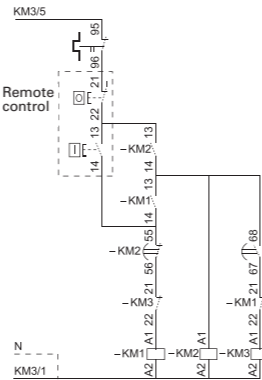 KM3/5
95
96
21
Remote
control
O
22
13
13
I
–KM2
14
14
13
–KM1
14
55
68
–KM2
56
67
21
21
–KM3
–KM1
22
22
A1
A1
A1
N
–KM1
–KM2
–KM3
KM3/1
A2
A2
A2